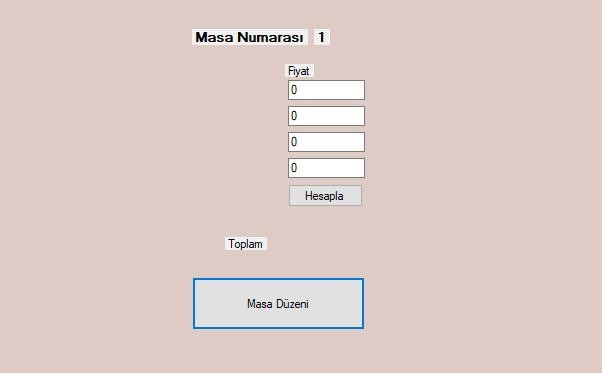 Masa Numarası 1
Fiyat
0
0
0
0
Hesapla
Toplam
Masa Düzeni